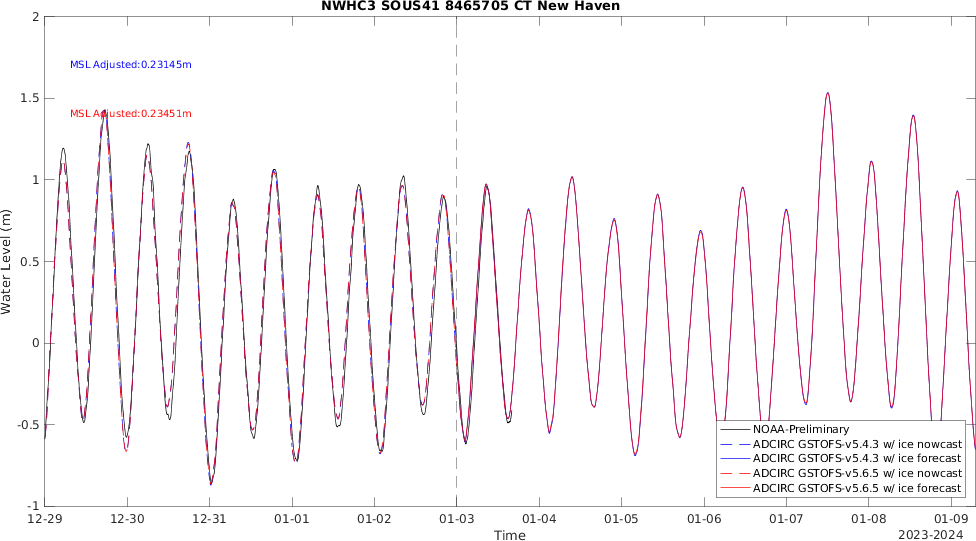 NWHC3 SOUS41 8465705 CT New Haven
2
1.5
1
0.5
0
-0.5
-1
Water Level (m)
MSL Adjusted:0.23145m
MSL Adjusted:0.23451m
NOAA-Preliminary
ADCIRC GSTOFS-v5.4.3 w/ ice nowcast
ADCIRC GSTOFS-v5.4.3 w/ ice forecast
ADCIRC GSTOFS-v5.6.5 w/ ice nowcast
ADCIRC GSTOFS-v5.6.5 w/ ice forecast
12-29 12-30 12-31 01-01 01-02 01-03 01-04 01-05 01-06 01-07 01-08 01-09
Time
2023-2024